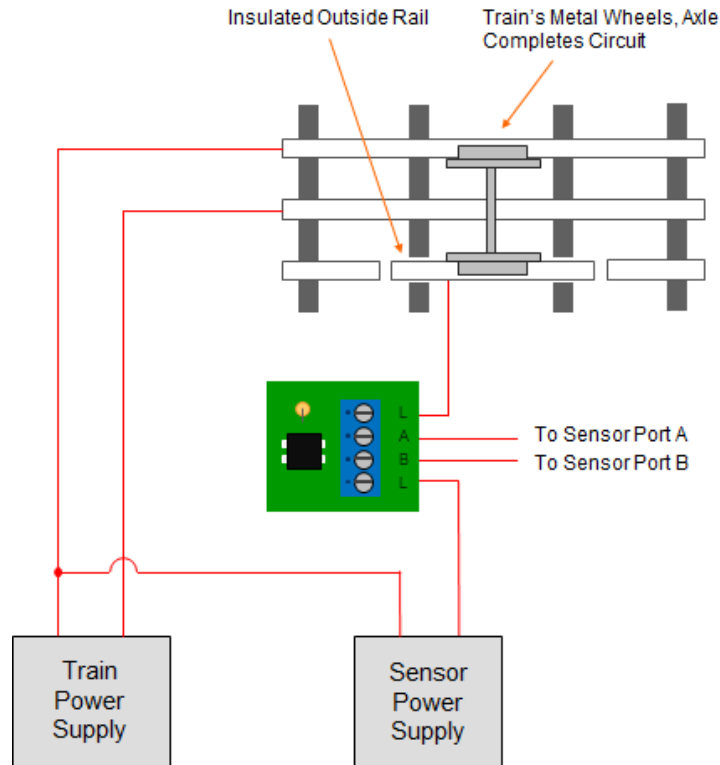 Insulated Outside Rail
Train's Metal Wheels, Axle
Completes Circuit
L
A
B
L
To Sensor Port A
To Sensor Port B
Train
Power
Supply
Sensor
Power
Supply